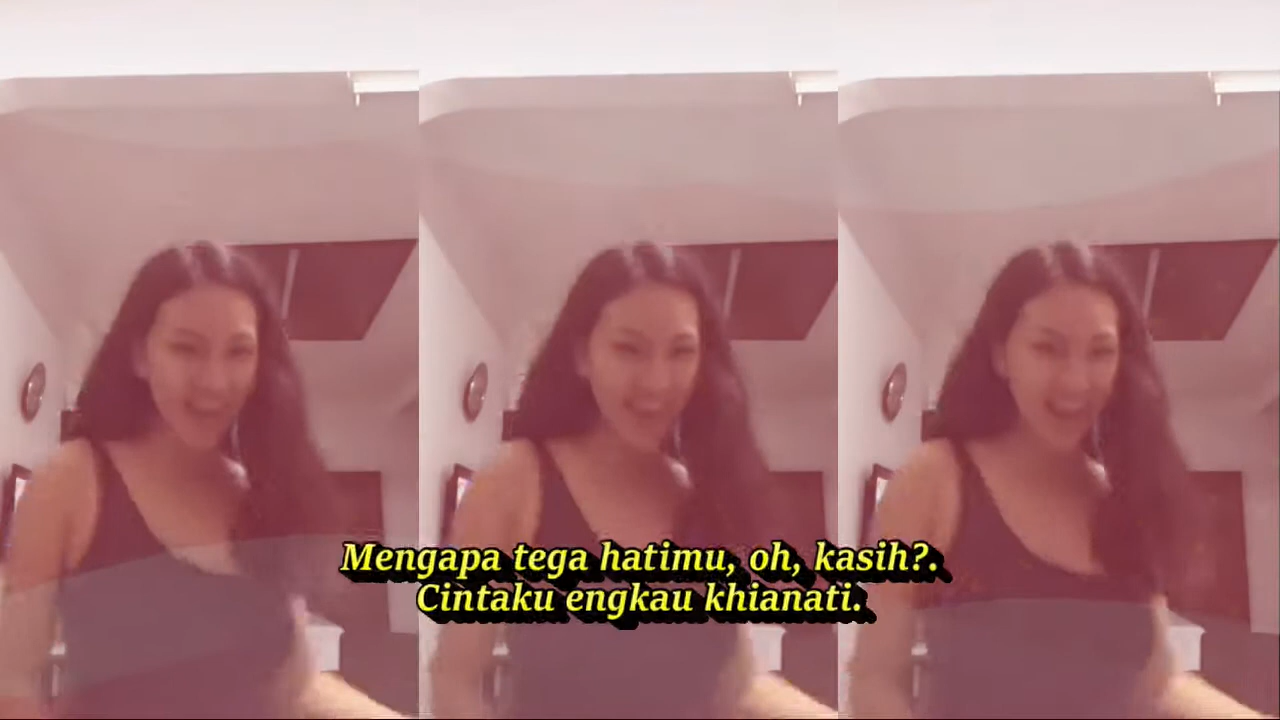 Mengapa tega hatimu, oh, kasih?.
Cintaku engkau khianati.